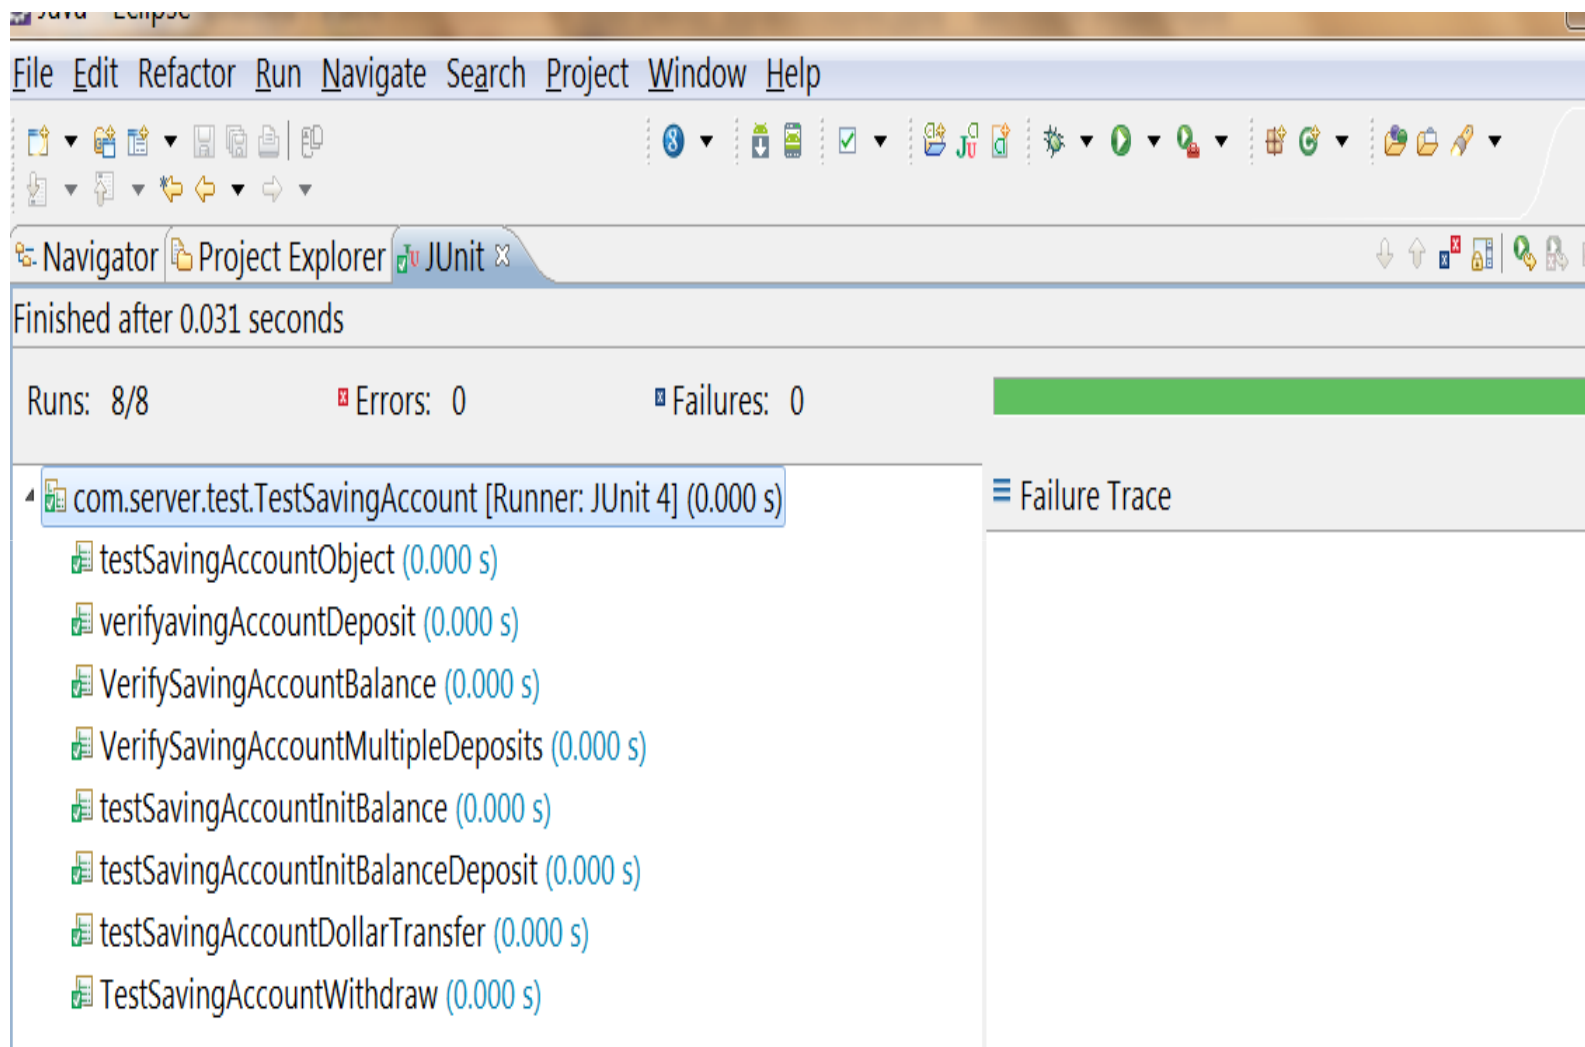 Java - Eclipse
File Edit Refactor Run Navigate Search Project Window Help
Navigator Project Explorer JUnit
Finished after 0.031 seconds
Runs: 8/8 Errors: 0 Failures: 0
com.server.test.TestSavingAccount [Runner: JUnit 4] (0.000 s)
Failure Trace
testSavingAccountObject (0.000 s)
verifyavingAccountDeposit (0.000 s)
VerifySavingAccountBalance (0.000 s)
VerifySavingAccountMultipleDeposits (0.000 s)
testSavingAccountInitBalance (0.000 s)
testSavingAccountInitBalanceDeposit (0.000 s)
testSavingAccountDollarTransfer (0.000 s)
TestSavingAccountWithdraw (0.000 s)